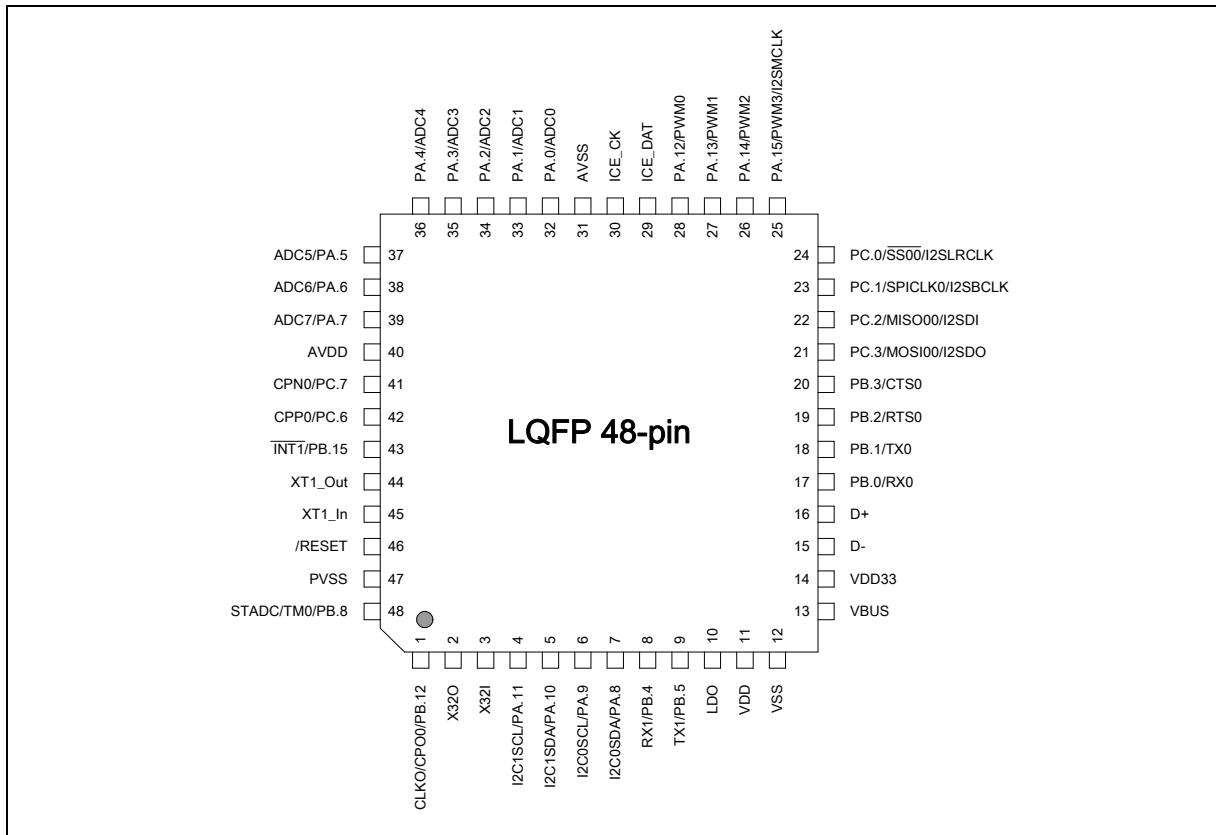 PA.4/ADC4
PA.3/ADC3
PA.2/ADC2
PA.1/ADC1
PA.0/ADC0
AVSS
ICE_CK
ICE_DAT
PA.12/PWM0
PA.13/PWM1
PA.14/PWM2
PA.15/PWM3/I2SMCLK
36
35
34
33
32
31
30
29
28
27
26
25
ADC5/PA.5 37
ADC6/PA.6 38
ADC7/PA.7 39
AVDD 40
CPN0/PC.7 41
CPP0/PC.6 42
INT1/PB.15 43
XT1_Out 44
XT1_In 45
/RESET 46
PVSS 47
STADC/TM0/PB.8 48
LQFP 48-pin
24 PC.0/SS00/I2SLRCLK
23 PC.1/SPICLK0/I2SBCLK
22 PC.2/MISO00/I2SDI
21 PC.3/MOSI00/I2SDO
20 PB.3/CTS0
19 PB.2/RTS0
18 PB.1/TX0
17 PB.0/RX0
16 D+
15 D-
14 VDD33
13 VBUS
1
2
3
4
5
6
7
8
9
10
11
12
CLKO/CPO0/PB.12
X32O
X32I
I2C1SCL/PA.11
I2C1SDA/PA.10
I2C0SCL/PA.9
I2C0SDA/PA.8
RX1/PB.4
TX1/PB.5
LDO
VDD
VSS